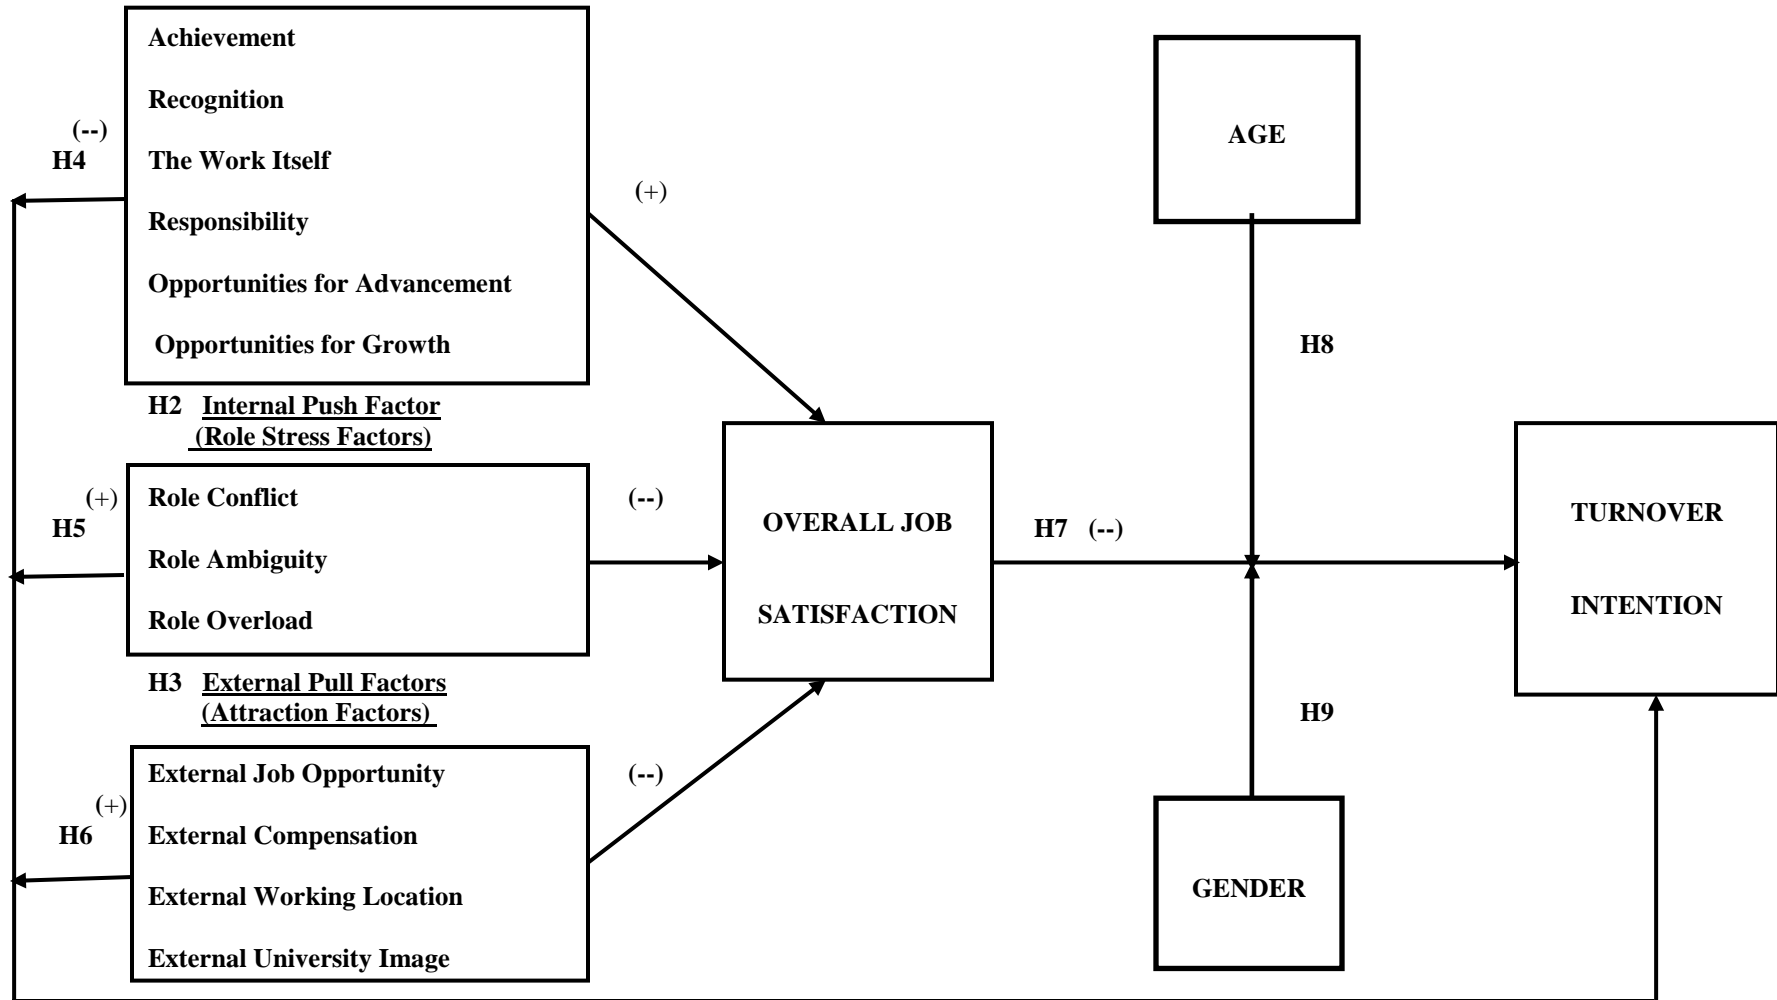 Achievement
Recognition
(--)
H4
The Work Itself
Responsibility
Opportunities for Advancement
Opportunities for Growth
(+)
AGE
H8
H2 Internal Push Factor
(Role Stress Factors)
(+)
H5
Role Conflict
Role Ambiguity
Role Overload
(--)
OVERALL JOB
SATISFACTION
H7 (--)
TURNOVER
INTENTION
H3 External Pull Factors
(Attraction Factors)
H9
(+)
H6
External Job Opportunity
External Compensation
External Working Location
External University Image
(--)
GENDER